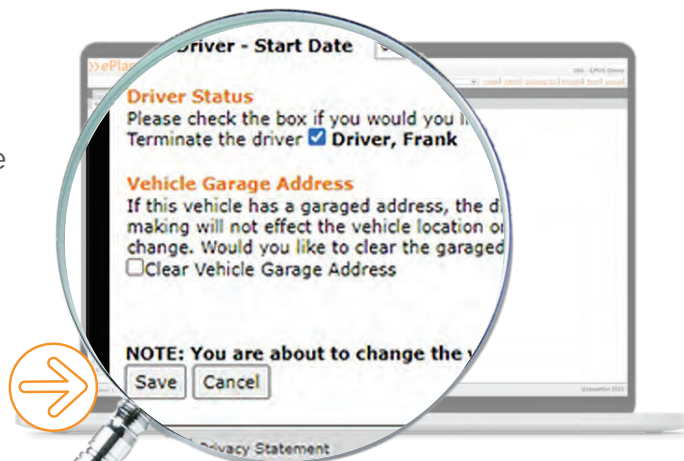 Driver - Start Date
>>ePla
Driver Status
Please check the box if you would you li
Terminate the driver Driver, Frank
e
Vehicle Garage Address
If this vehicle has a garaged address, the d
making will not effect the vehicle location o
change. Would you like to clear the garaged
Clear Vehicle Garage Address
NOTE: You are about to change the v
Save Cancel
Privacy Statement